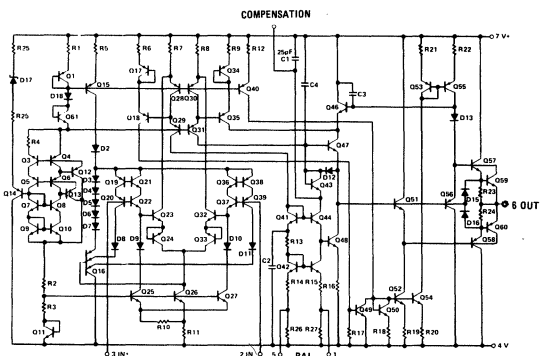 COMPENSATION
R25 R1 R5 R6 R7 R8 R9 R12 25pF C1 R21 R22 7 V+
D17 Q1 Q17 Q34 C4 C3 Q53 Q55
D18 Q15 Q28 Q30 Q40 Q46 D13
R25 Q61 Q18 Q29 Q31 Q35 Q47
R4 D2 Q57
Q3 Q4 Q12 D3 Q19 Q21 Q36 Q38 D12 Q43 Q59
Q5 Q6 Q13 D4 R23
Q14 Q7 Q8 D5 Q20 Q22 Q37 Q39 Q51 Q56 D15 6 OUT
D6 Q23 Q32 Q41 Q44 D16 R24 Q60
Q9 Q10 D7 Q24 Q33 R13 Q48 Q58
D8 D9 D10 D11 C2
Q16 Q42
R2 Q25 Q26 Q27 R14 R15 R16 Q52 Q54
R3 Q49 Q50
R10
Q11 R11 R26 R27 R17 R18 R19 R20
4 V-
3 IN+ 2 IN- 5 BAL 1